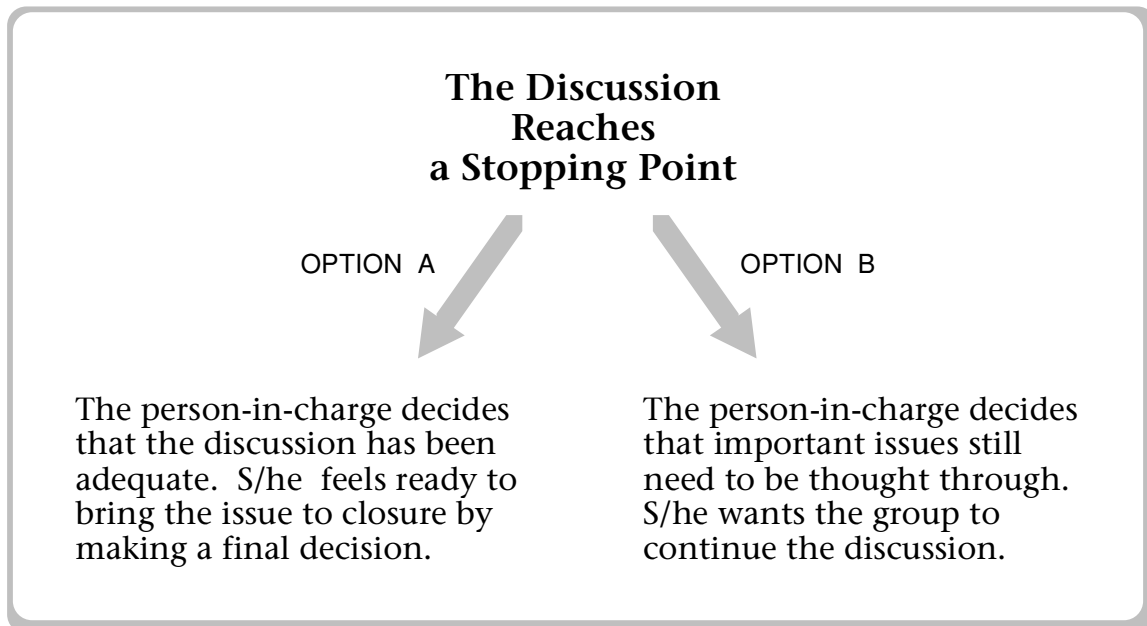 The Discussion
Reaches
a Stopping Point
OPTION A
OPTION B
The person-in-charge decides
that the discussion has been
adequate. S/he feels ready to
bring the issue to closure by
making a final decision.
The person-in-charge decides
that important issues still
need to be thought through.
S/he wants the group to
continue the discussion.